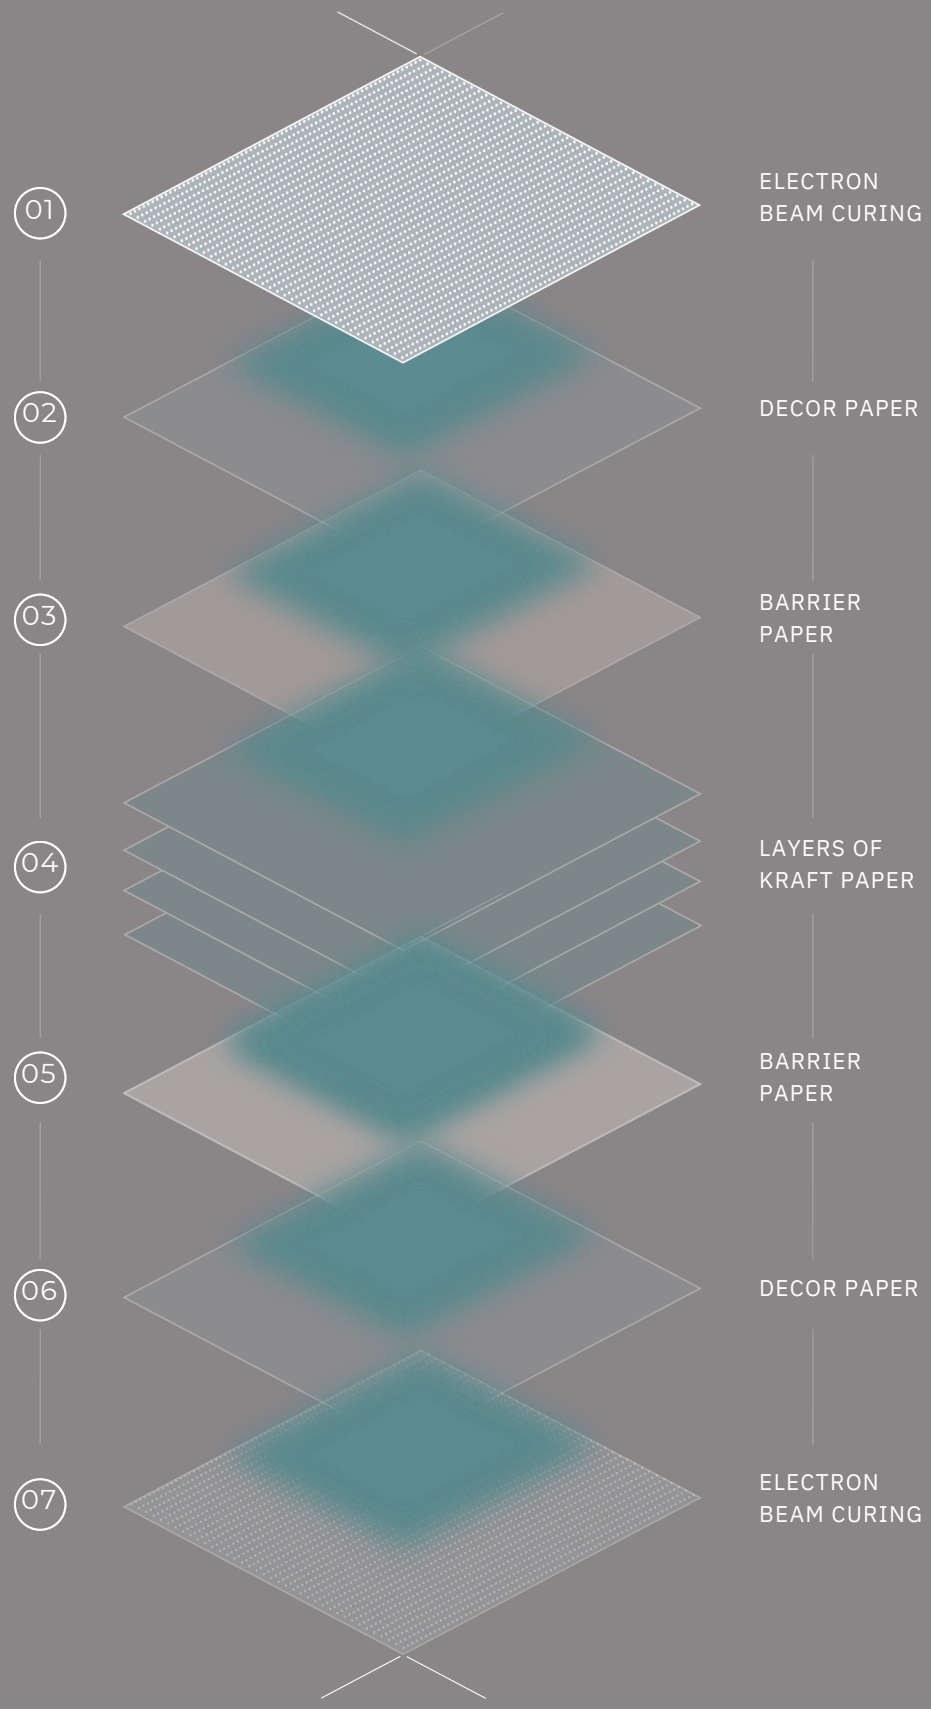 01
ELECTRON
BEAM CURING
02
DECOR PAPER
03
BARRIER
PAPER
04
LAYERS OF
KRAFT PAPER
05
BARRIER
PAPER
06
DECOR PAPER
07
ELECTRON
BEAM CURING